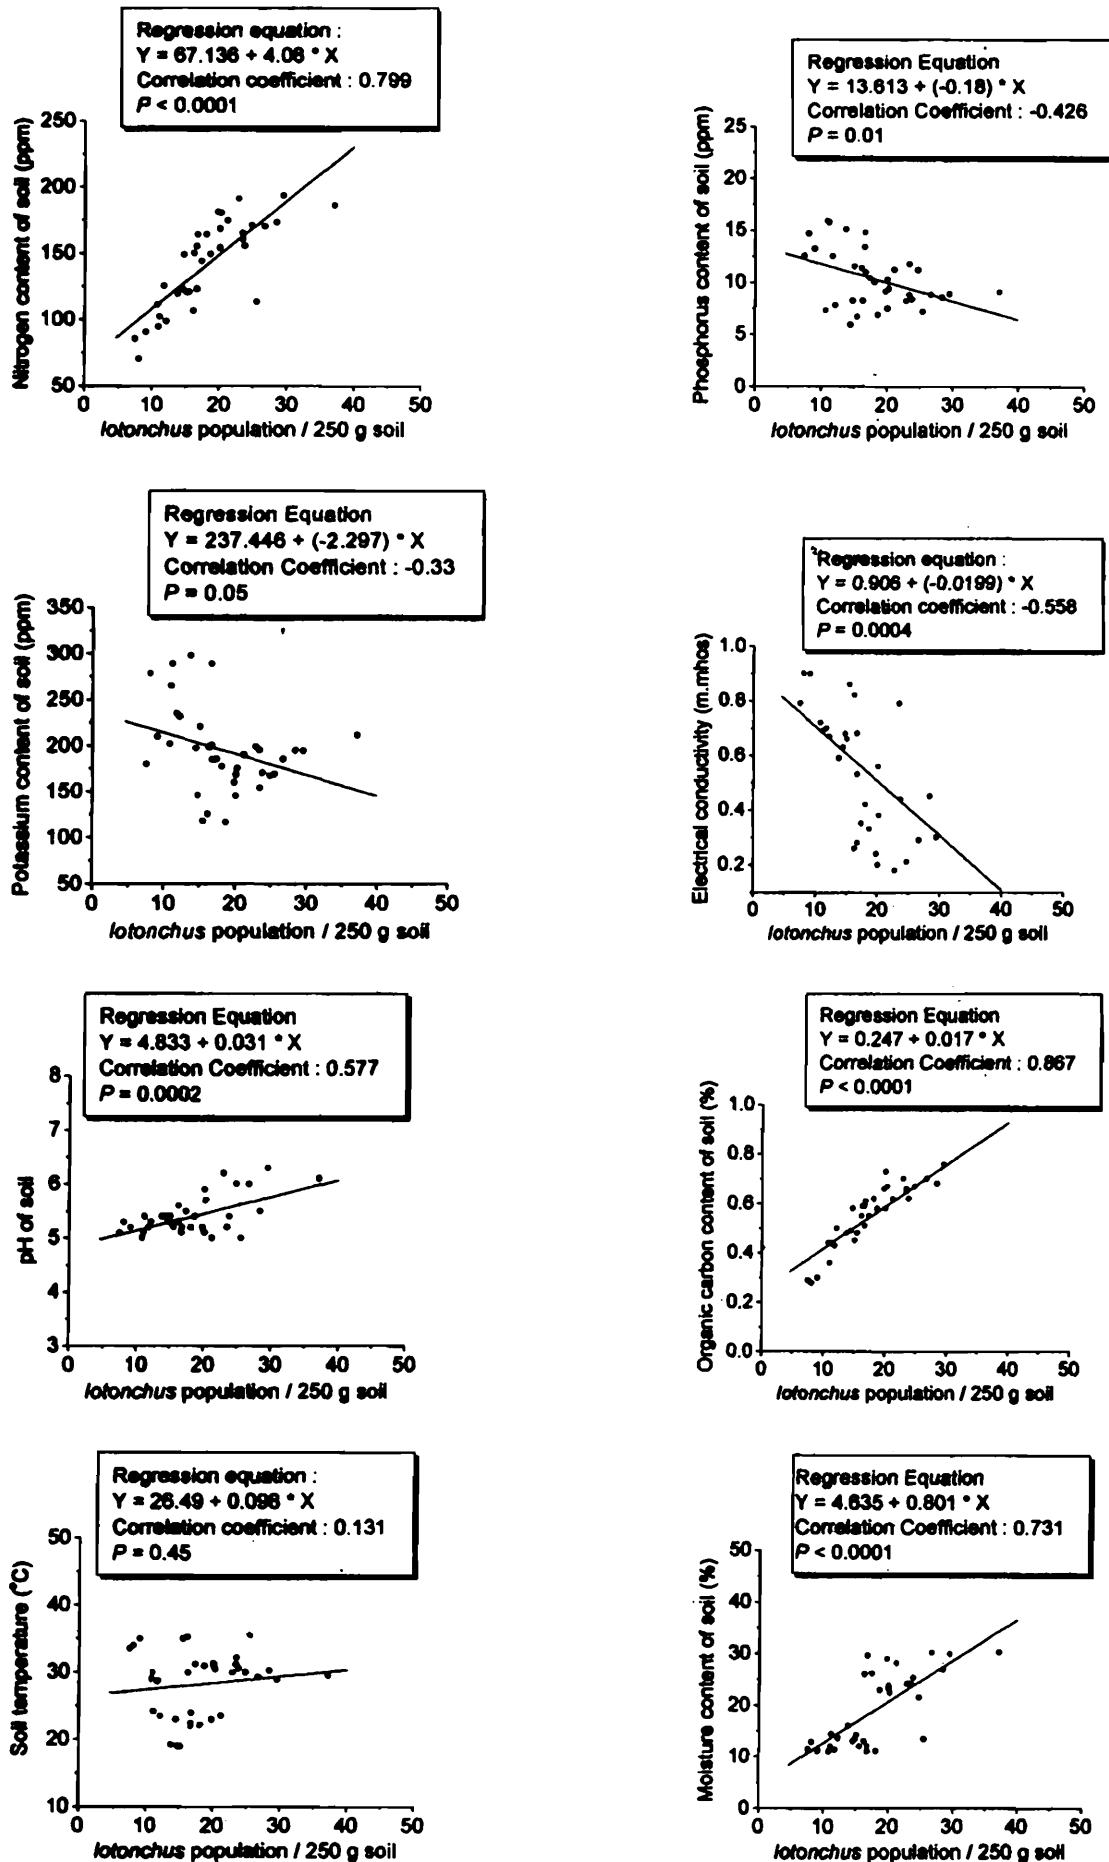 Regression equation :
Y = 67.136 + 4.08 * X
Correlation coefficient : 0.799
P < 0.0001
250
200
150
100
50
0 10 20 30 40 50
Nitrogen content of soil (ppm)
Iotonchus population / 250 g soil
Regression Equation
Y = 13.613 + (-0.18) * X
Correlation Coefficient : -0.426
P = 0.01
25
20
15
10
5
0
0 10 20 30 40 50
Phosphorus content of soil (ppm)
Iotonchus population / 250 g soil
Regression Equation
Y = 237.446 + (-2.297) * X
Correlation Coefficient : -0.33
P = 0.05
350
300
250
200
150
100
50
0 10 20 30 40 50
Potassium content of soil (ppm)
Iotonchus population / 250 g soil
Regression equation :
Y = 0.906 + (-0.0199) * X
Correlation coefficient : -0.558
P = 0.0004
1.0
0.8
0.6
0.4
0.2
0 10 20 30 40 50
Electrical conductivity (m.mhos)
Iotonchus population / 250 g soil
Regression Equation
Y = 4.833 + 0.031 * X
Correlation Coefficient : 0.577
P = 0.0002
8
7
6
5
4
3
0 10 20 30 40 50
pH of soil
Iotonchus population / 250 g soil
Regression Equation
Y = 0.247 + 0.017 * X
Correlation Coefficient : 0.867
P < 0.0001
1.0
0.8
0.6
0.4
0.2
0.0
0 10 20 30 40 50
Organic carbon content of soil (%)
Iotonchus population / 250 g soil
Regression equation :
Y = 26.49 + 0.098 * X
Correlation coefficient : 0.131
P = 0.45
50
40
30
20
10
0 10 20 30 40 50
Soil temperature (°C)
Iotonchus population / 250 g soil
Regression Equation
Y = 4.635 + 0.801 * X
Correlation Coefficient : 0.731
P < 0.0001
50
40
30
20
10
0
0 10 20 30 40 50
Moisture content of soil (%)
Iotonchus population / 250 g soil